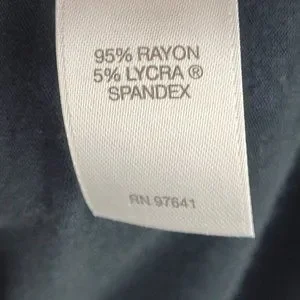 95% RAYON
5% LYCRA ®
SPANDEX
RN 97641